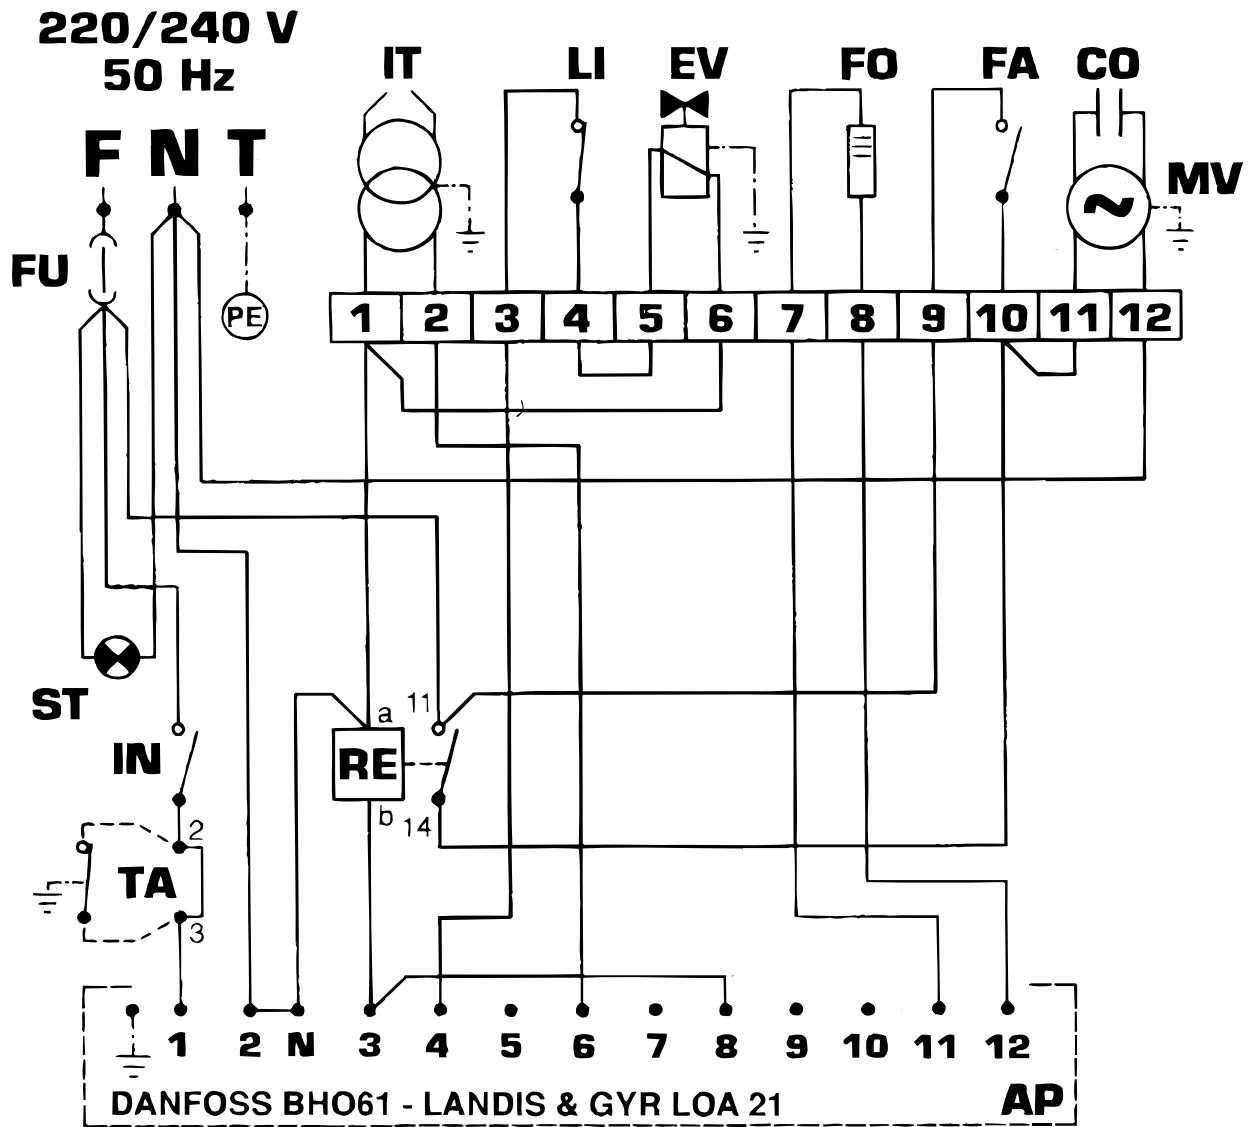 220/240 V
50 Hz
IT LI EV FO FA CO
F N T
MV
FU
PE
1 2 3 4 5 6 7 8 9 10 11 12
ST
a 11
IN RE
b 14
2
TA
3
1 2 N 3 4 5 6 7 8 9 10 11 12
DANFOSS BHO61 - LANDIS & GYR LOA 21 AP